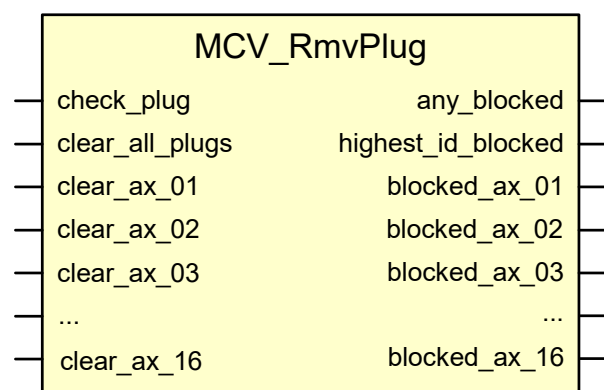 MCV_RmvPlug
check_plug any_blocked
clear_all_plugs highest_id_blocked
clear_ax_01 blocked_ax_01
clear_ax_02 blocked_ax_02
clear_ax_03 blocked_ax_03
... ...
clear_ax_16 blocked_ax_16